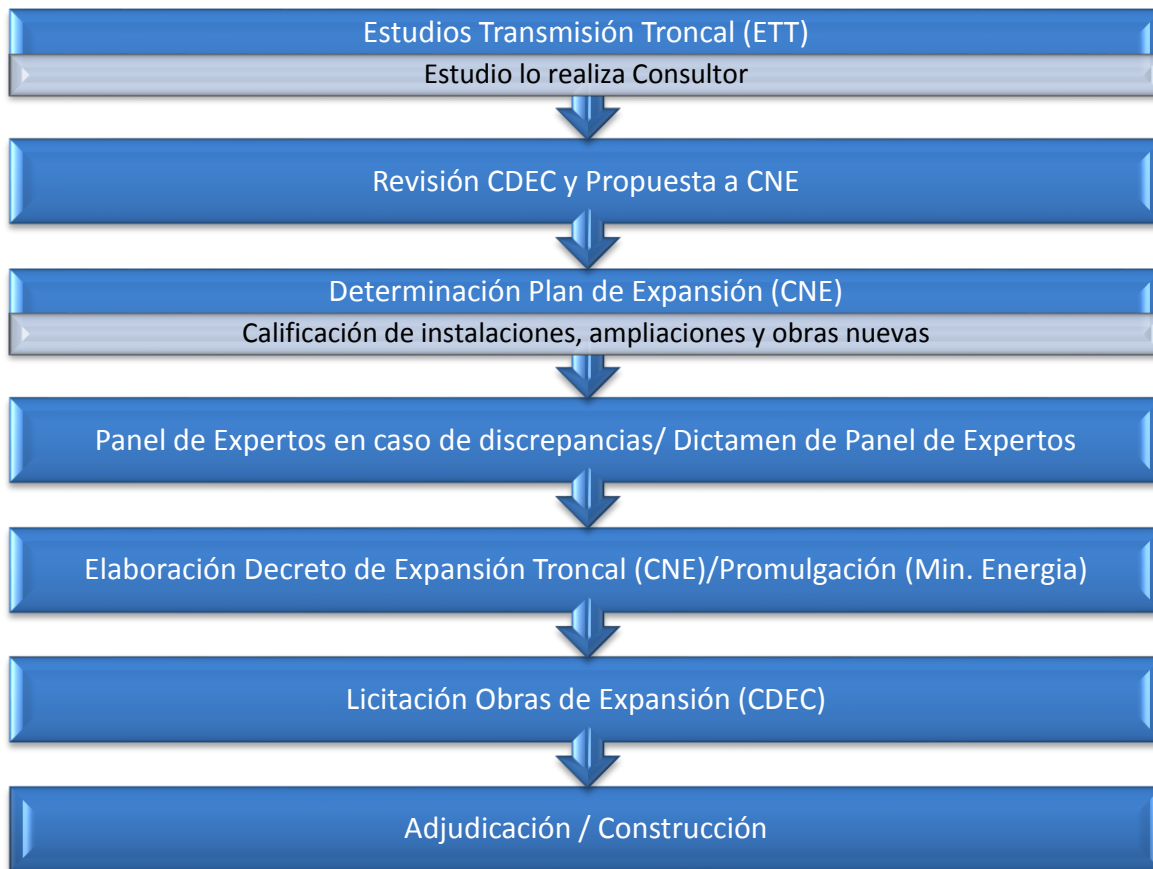 Estudios Transmisión Troncal (ETT)
Estudio lo realiza Consultor
Revisión CDEC y Propuesta a CNE
Determinación Plan de Expansión (CNE)
Calificación de instalaciones, ampliaciones y obras nuevas
Panel de Expertos en caso de discrepancias/ Dictamen de Panel de Expertos
Elaboración Decreto de Expansión Troncal (CNE)/Promulgación (Min. Energia)
Licitación Obras de Expansión (CDEC)
Adjudicación / Construcción